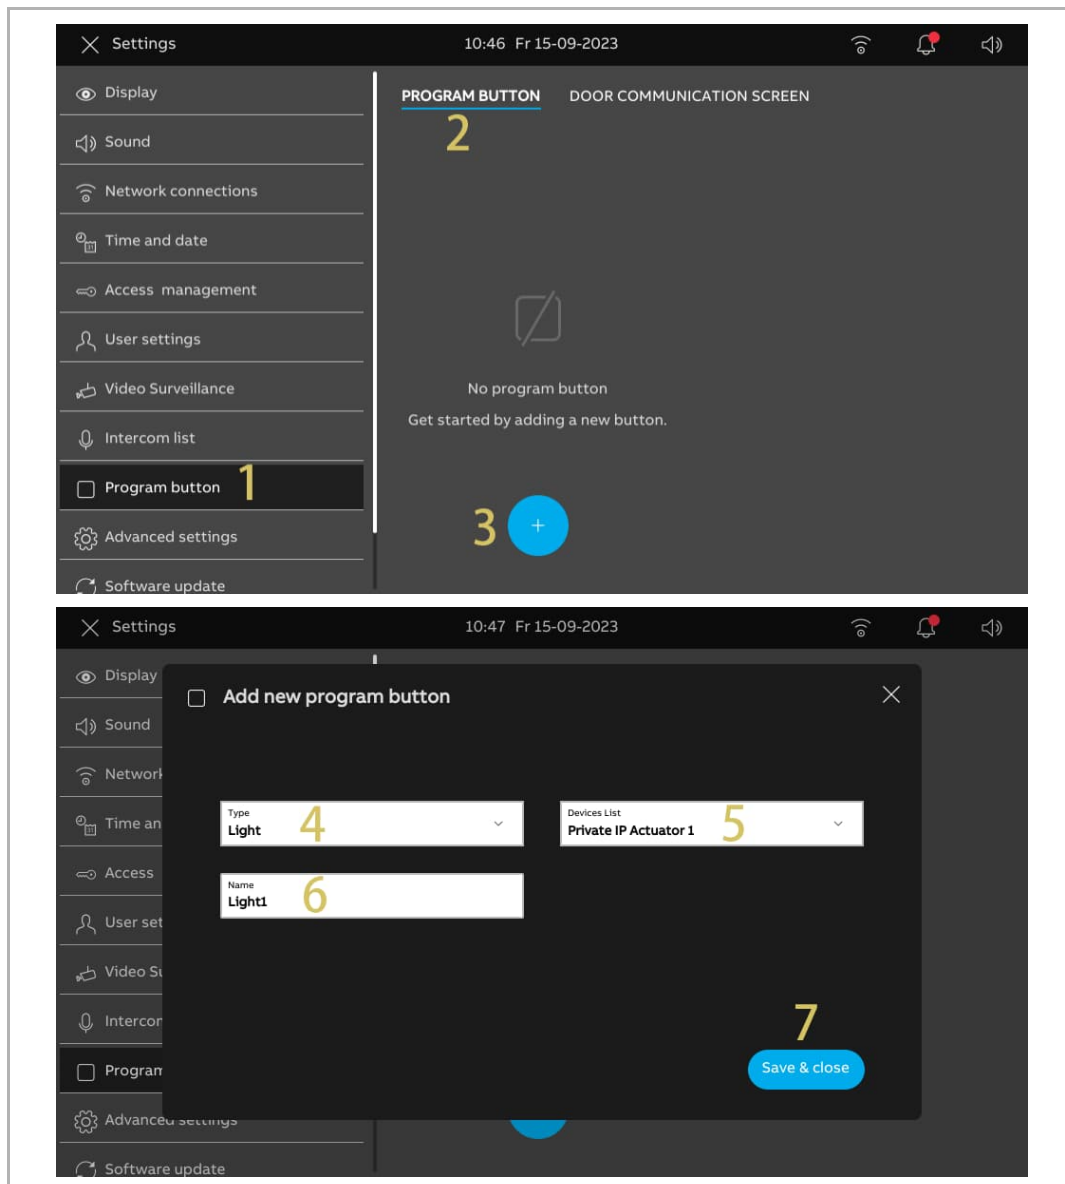 Settings
10:46 Fr 15-09-2023
Display
PROGRAM BUTTON DOOR COMMUNICATION SCREEN
2
Sound
Network connections
Time and date
Access management
User settings
Video Surveillance
No program button
Get started by adding a new button.
Intercom list
Program button 1
3 +
Advanced settings
Software update
Settings
10:47 Fr 15-09-2023
Display
Add new program button
Sound
Network
Time an
Type
Light 4
Devices List
Private IP Actuator 1 5
Access
Name
Light1 6
User set
Video Su
Intercor
7
Program
Save & close
Advanced settings
Software update